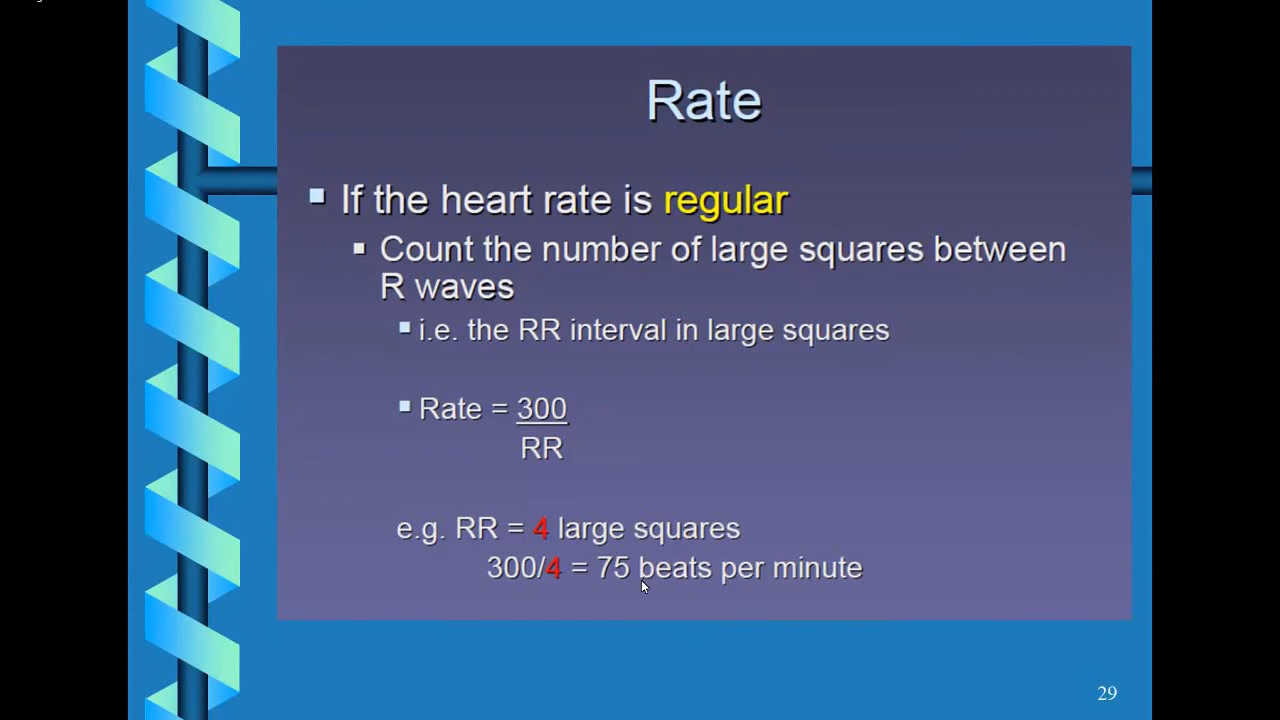 Rate
If the heart rate is regular
Count the number of large squares between
R waves
i.e. the RR interval in large squares
Rate = 300
RR
e.g. RR = 4 large squares
300/4 = 75 beats per minute
29